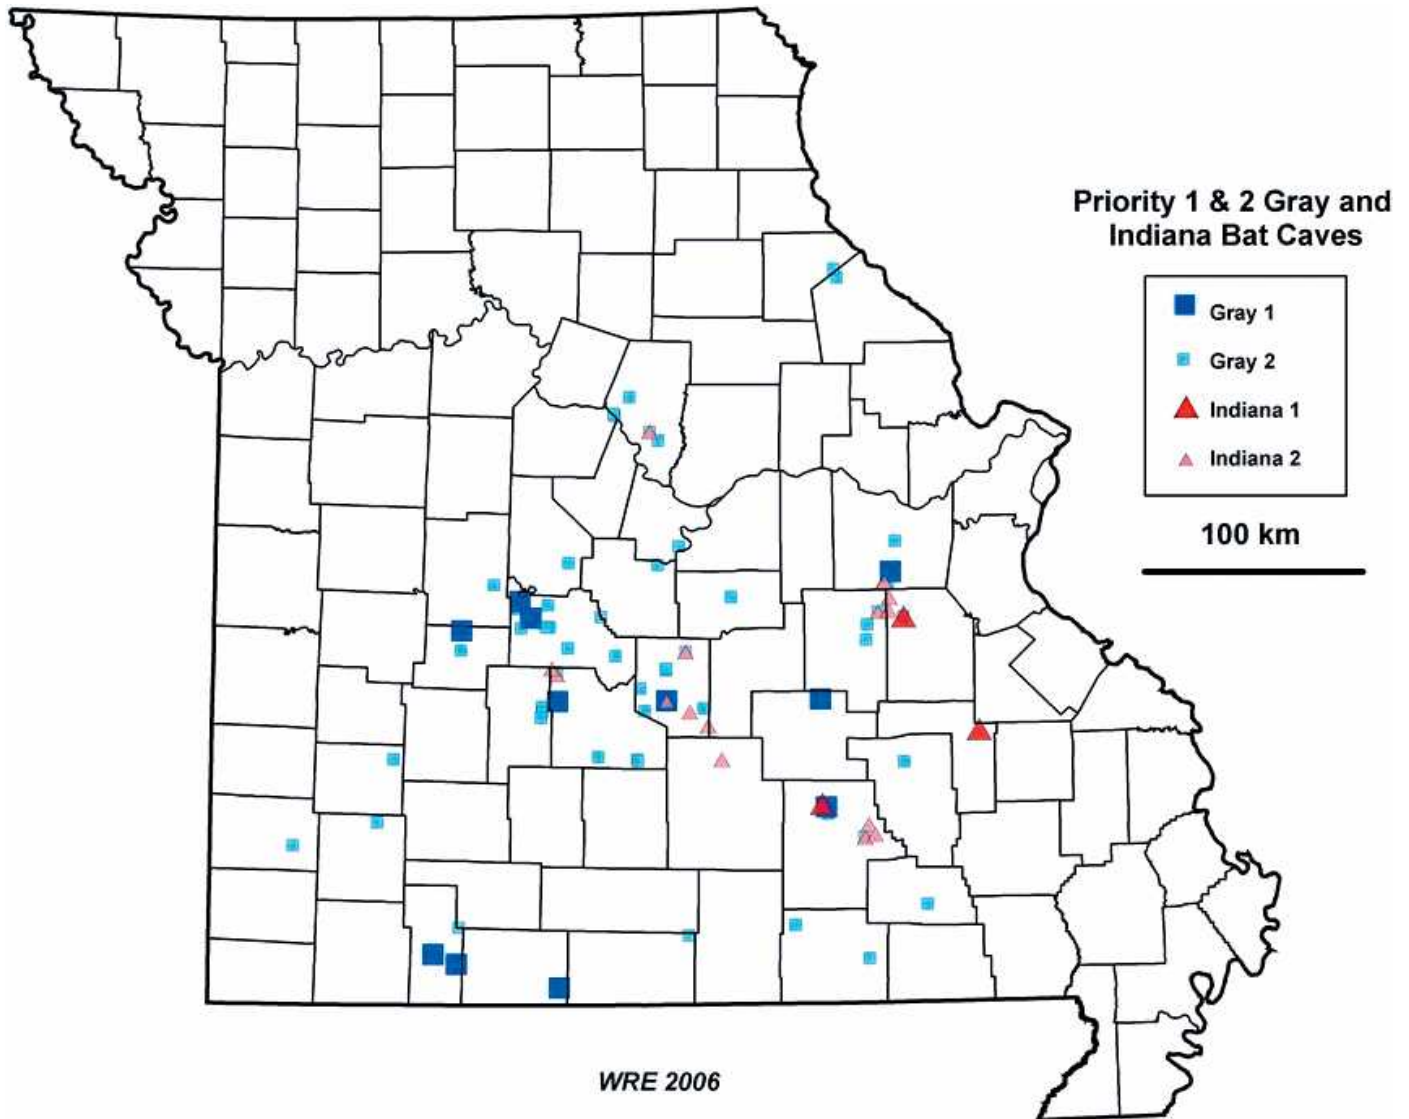 Priority 1 & 2 Gray and
Indiana Bat Caves
Gray 1
Gray 2
Indiana 1
Indiana 2
100 km
WRE 2006